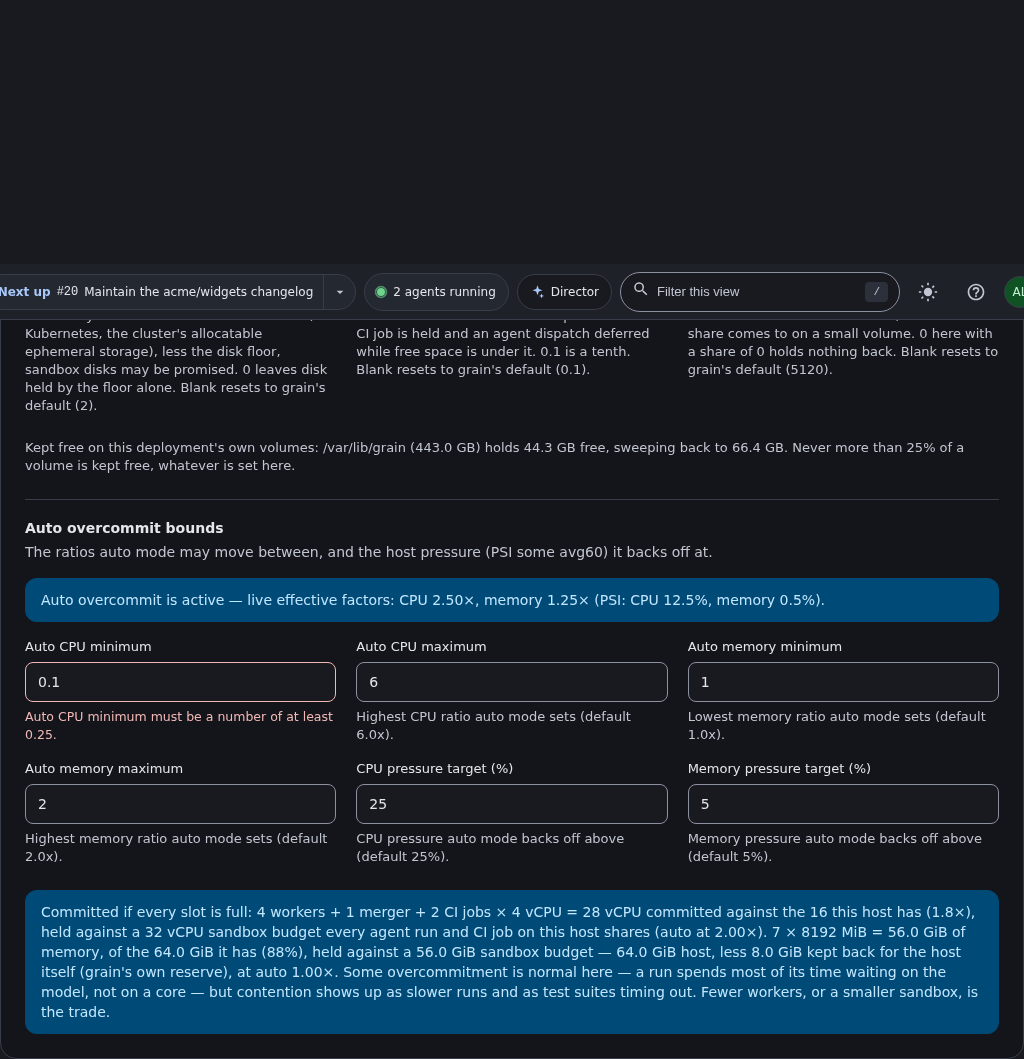 Next up #20 Maintain the acme/widgets changelog
2 agents running
Director
Filter this view
/
Kubernetes, the cluster's allocatable
ephemeral storage), less the disk floor,
sandbox disks may be promised. 0 leaves disk
held by the floor alone. Blank resets to grain's
default (2).
CI job is held and an agent dispatch deferred
while free space is under it. 0.1 is a tenth.
Blank resets to grain's default (0.1).
share comes to on a small volume. 0 here with
a share of 0 holds nothing back. Blank resets to
grain's default (5120).
Kept free on this deployment's own volumes: /var/lib/grain (443.0 GB) holds 44.3 GB free, sweeping back to 66.4 GB. Never more than 25% of a
volume is kept free, whatever is set here.
Auto overcommit bounds
The ratios auto mode may move between, and the host pressure (PSI some avg60) it backs off at.
Auto overcommit is active — live effective factors: CPU 2.50×, memory 1.25× (PSI: CPU 12.5%, memory 0.5%).
Auto CPU minimum
0.1
Auto CPU minimum must be a number of at least
0.25.
Auto CPU maximum
6
Highest CPU ratio auto mode sets (default
6.0x).
Auto memory minimum
1
Lowest memory ratio auto mode sets (default
1.0x).
Auto memory maximum
2
Highest memory ratio auto mode sets (default
2.0x).
CPU pressure target (%)
25
CPU pressure auto mode backs off above
(default 25%).
Memory pressure target (%)
5
Memory pressure auto mode backs off above
(default 5%).
Committed if every slot is full: 4 workers + 1 merger + 2 CI jobs × 4 vCPU = 28 vCPU committed against the 16 this host has (1.8×),
held against a 32 vCPU sandbox budget every agent run and CI job on this host shares (auto at 2.00×). 7 × 8192 MiB = 56.0 GiB of
memory, of the 64.0 GiB it has (88%), held against a 56.0 GiB sandbox budget — 64.0 GiB host, less 8.0 GiB kept back for the host
itself (grain's own reserve), at auto 1.00×. Some overcommitment is normal here — a run spends most of its time waiting on the
model, not on a core — but contention shows up as slower runs and as test suites timing out. Fewer workers, or a smaller sandbox, is
the trade.